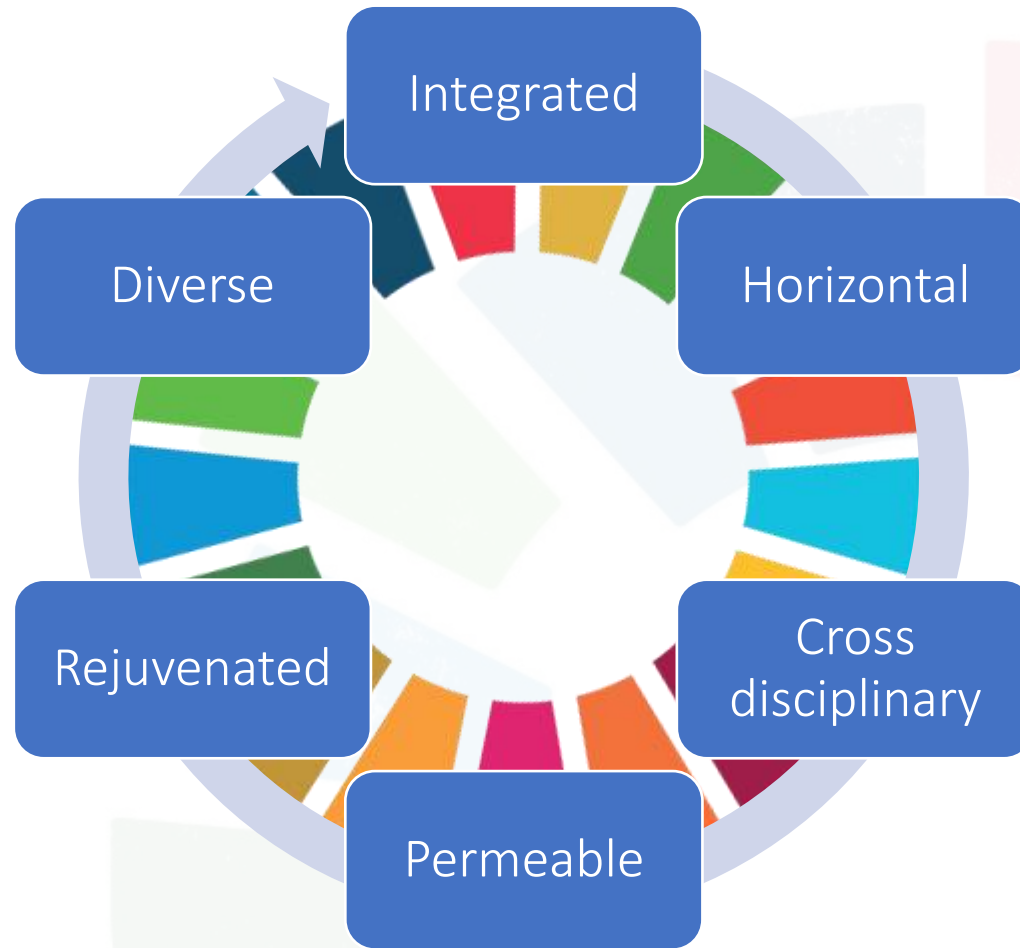 Integrated
Horizontal
Cross
disciplinary
Permeable
Rejuvenated
Diverse